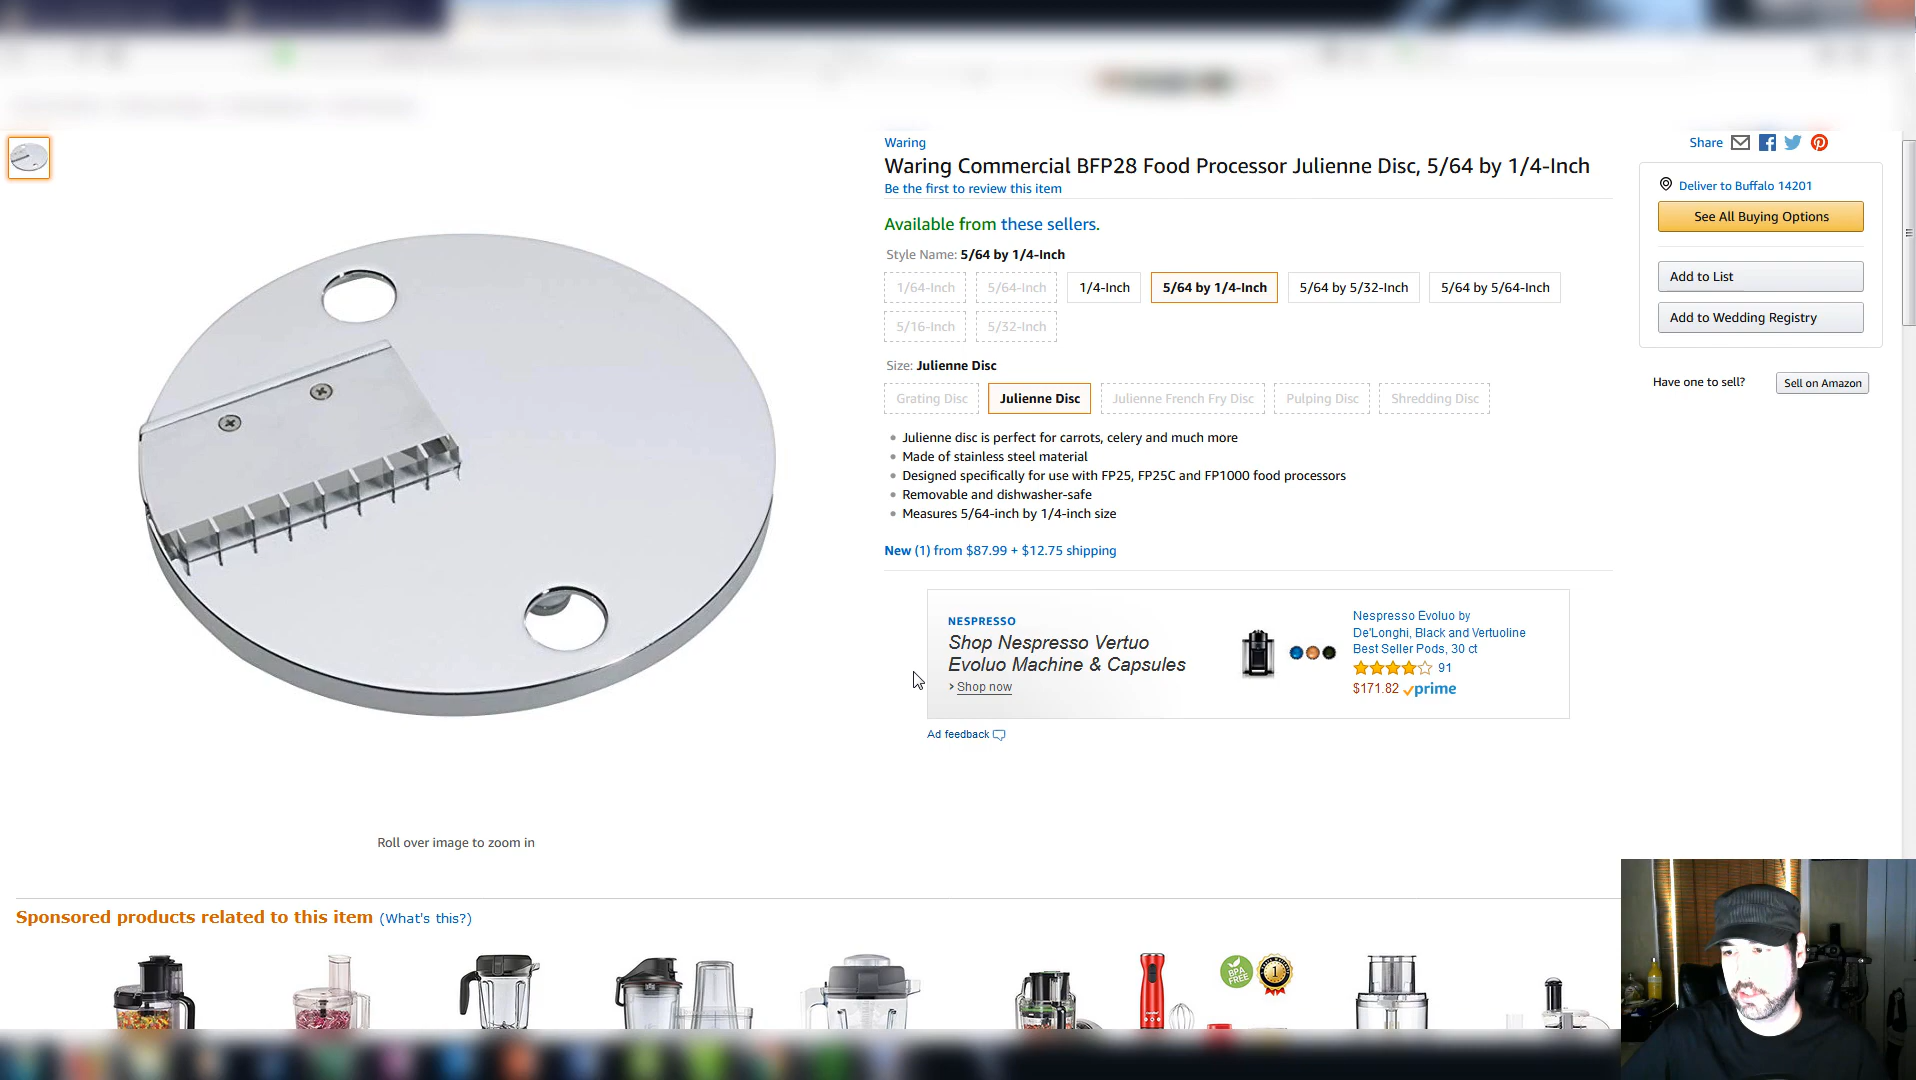 Waring
Waring Commercial BFP28 Food Processor Julienne Disc, 5/64 by 1/4-Inch
Be the first to review this item
Available from these sellers.
Style Name: 5/64 by 1/4-Inch
1/64-Inch
5/64-Inch
1/4-Inch
5/64 by 1/4-Inch
5/64 by 5/32-Inch
5/64 by 5/64-Inch
5/16-Inch
5/32-Inch
Size: Julienne Disc
Grating Disc
Julienne Disc
Julienne French Fry Disc
Pulping Disc
Shredding Disc
Julienne disc is perfect for carrots, celery and much more
Made of stainless steel material
Designed specifically for use with FP25, FP25C and FP1000 food processors
Removable and dishwasher-safe
Measures 5/64-inch by 1/4-inch size
New (1) from $87.99 + $12.75 shipping
NESPRESSO
Shop Nespresso Vertuo
Evoluo Machine & Capsules
› Shop now
Nespresso Evoluo by
De'Longhi, Black and Vertuoline
Best Seller Pods, 30 ct
91
$171.82 prime
Ad feedback
Share
Deliver to Buffalo 14201
See All Buying Options
Add to List
Add to Wedding Registry
Have one to sell?
Sell on Amazon
Roll over image to zoom in
Sponsored products related to this item (What's this?)
BPA
FREE
1